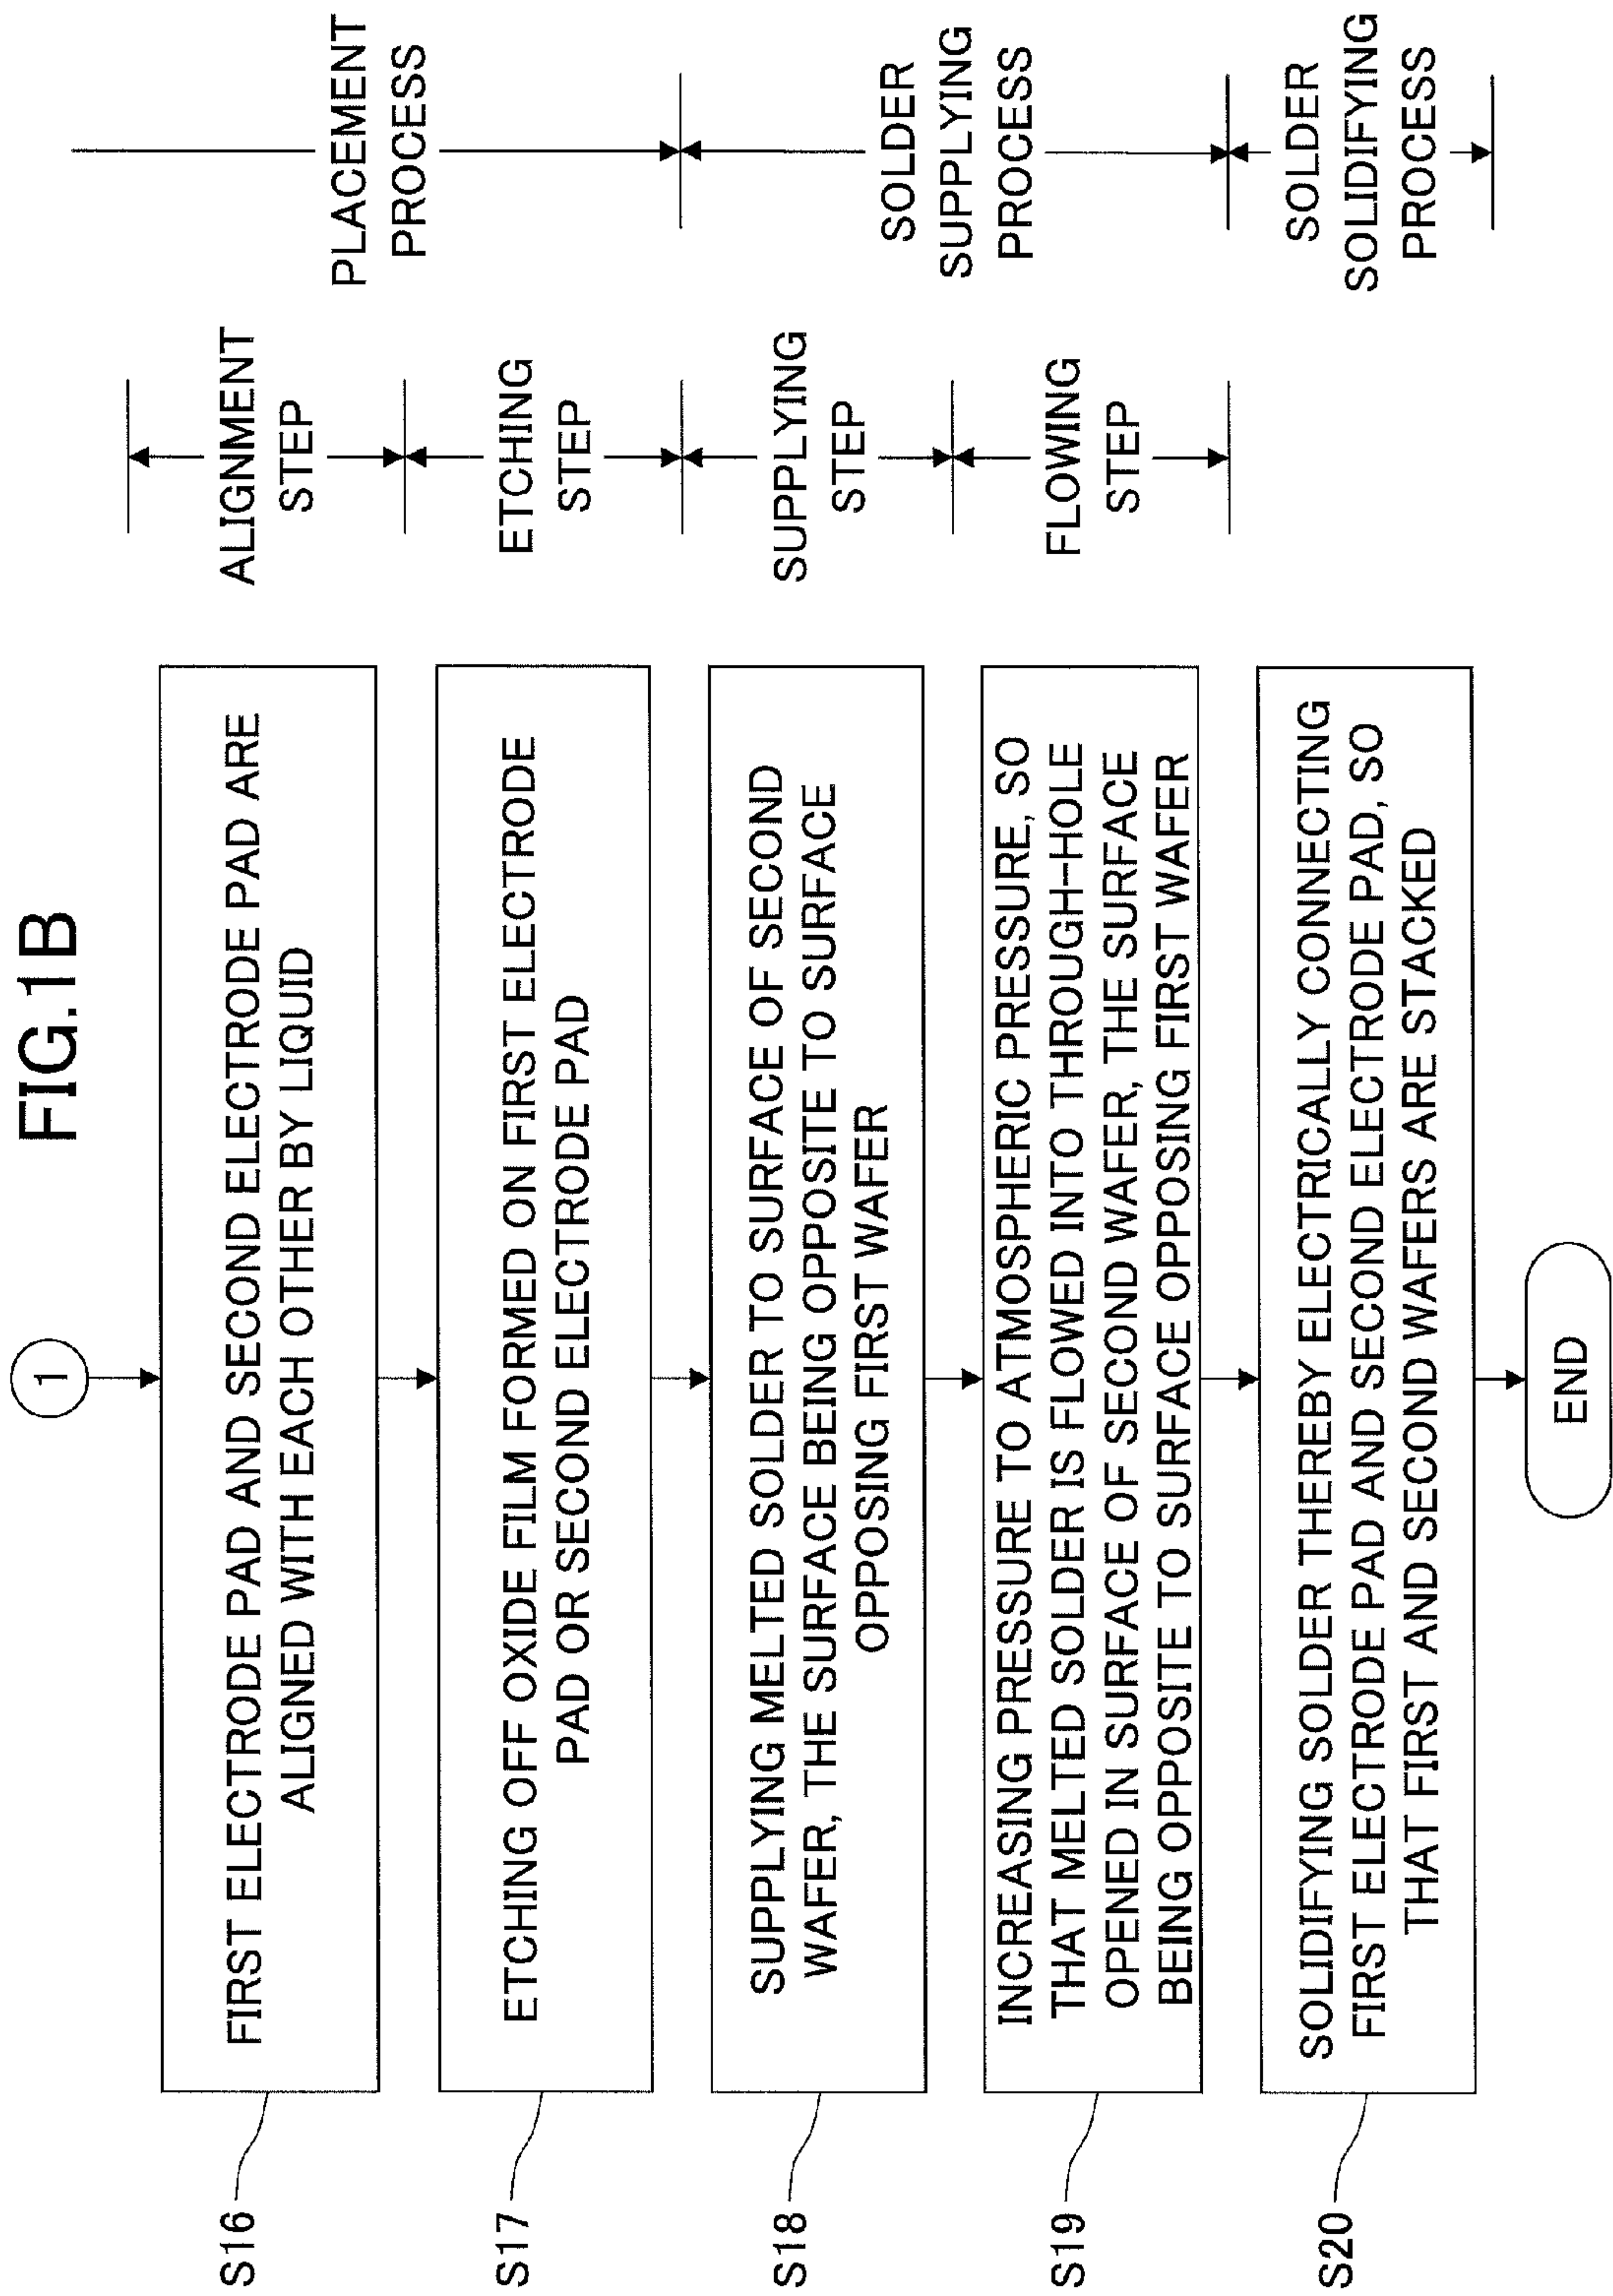 FIG.1B
1
S16
FIRST ELECTRODE PAD AND SECOND ELECTRODE PAD ARE
ALIGNED WITH EACH OTHER BY LIQUID
ALIGNMENT
STEP
PLACEMENT
PROCESS
S17
ETCHING OFF OXIDE FILM FORMED ON FIRST ELECTRODE
PAD OR SECOND ELECTRODE PAD
ETCHING
STEP
S18
SUPPLYING MELTED SOLDER TO SURFACE OF SECOND
WAFER, THE SURFACE BEING OPPOSITE TO SURFACE
OPPOSING FIRST WAFER
SUPPLYING
STEP
SOLDER
SUPPLYING
PROCESS
S19
INCREASING PRESSURE TO ATMOSPHERIC PRESSURE, SO
THAT MELTED SOLDER IS FLOWED INTO THROUGH-HOLE
OPENED IN SURFACE OF SECOND WAFER, THE SURFACE
BEING OPPOSITE TO SURFACE OPPOSING FIRST WAFER
FLOWING
STEP
S20
SOLIDIFYING SOLDER THEREBY ELECTRICALLY CONNECTING
FIRST ELECTRODE PAD AND SECOND ELECTRODE PAD, SO
THAT FIRST AND SECOND WAFERS ARE STACKED
SOLDER
SOLIDIFYING
PROCESS
END